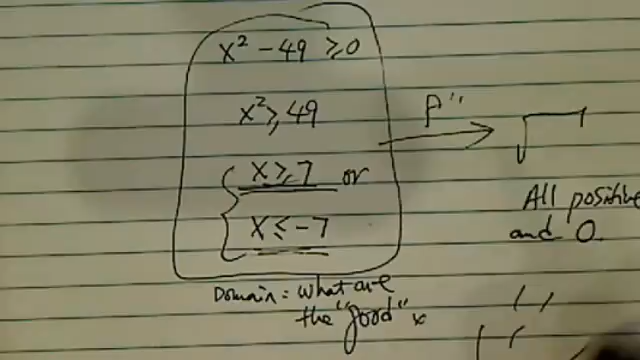 x² - 49 ≥ 0
x² ≥ 49
x ≥ 7 or
x ≤ -7
√
All positive
and 0.
Domain = what are
the "good" x